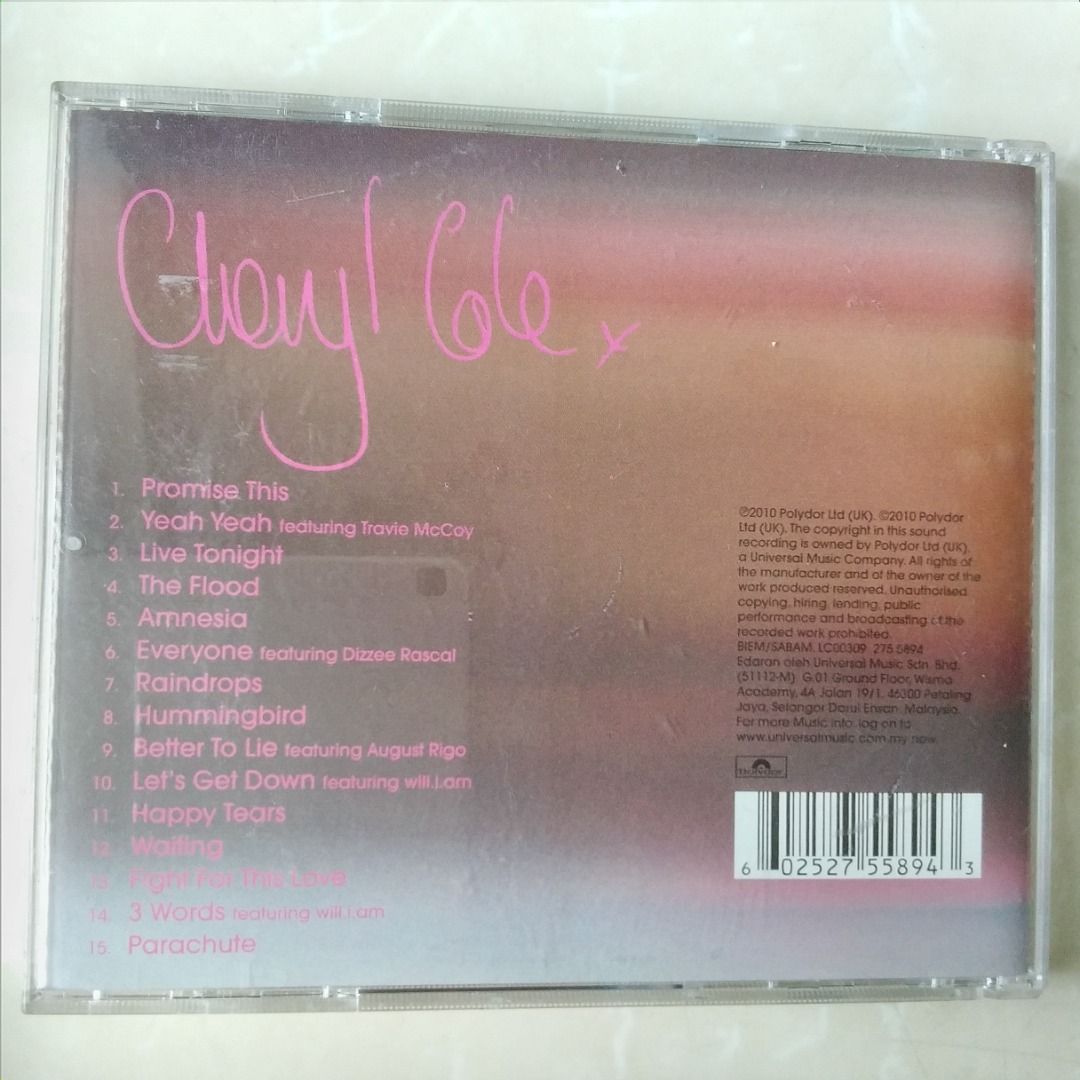 Cheryl Cole x
1. Promise This
2. Yeah Yeah featuring Travie McCoy
3. Live Tonight
4. The Flood
5. Amnesia
6. Everyone featuring Dizzee Rascal
7. Raindrops
8. Hummingbird
9. Better To Lie featuring August Rigo
10. Let's Get Down featuring will.i.am
11. Happy Tears
12. Waiting
13. Fight For This Love
14. 3 Words featuring will.i.am
15. Parachute
℗2010 Polydor Ltd (UK). ©2010 Polydor
Ltd (UK). The copyright in this sound
recording is owned by Polydor Ltd (UK),
a Universal Music Company. All rights of
the manufacturer and of the owner of the
work produced reserved. Unauthorised
copying, hiring, lending, public
performance and broadcasting of the
recorded work prohibited.
BIEM/SABAM. LC00309 275 5894
Edaran oleh Universal Music Sdn. Bhd.
(51112-M) G.01 Ground Floor, Wisma
Academy, 4A Jalan 19/1, 46300 Petaling
Jaya, Selangor Darul Ehsan, Malaysia.
For more Music info, log on to
www.universalmusic.com.my now.
Polydor
6 02527 55894 3